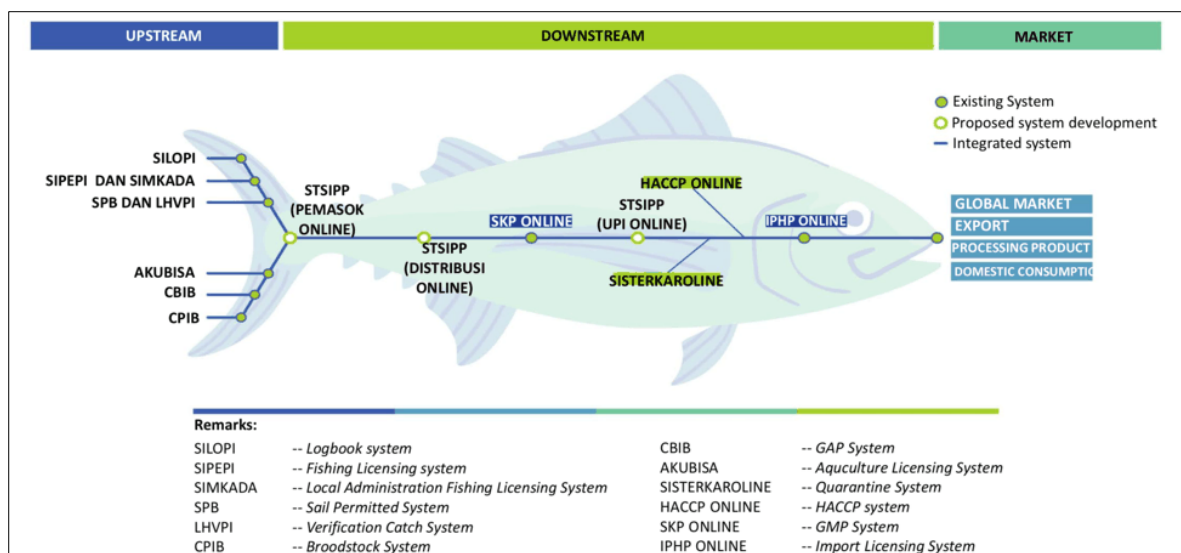 UPSTREAM
DOWNSTREAM
MARKET
Existing System
Proposed system development
Integrated system
SILOPI
SIPEPI DAN SIMKADA
SPB DAN LHVPI
AKUBISA
CBIB
CPIB
STSIPP
(PEMASOK
ONLINE)
STSIPP
(DISTRIBUSI
ONLINE)
SKP ONLINE
STSIPP
(UPI ONLINE)
HACCP ONLINE
SISTERKAROLINE
IPHP ONLINE
GLOBAL MARKET
EXPORT
PROCESSING PRODUCT
DOMESTIC CONSUMPTIC
Remarks:
SILOPI -- Logbook system
SIPEPI -- Fishing Licensing system
SIMKADA -- Local Administration Fishing Licensing System
SPB -- Sail Permitted System
LHVPI -- Verification Catch System
CPIB -- Broodstock System
CBIB -- GAP System
AKUBISA -- Aquculture Licensing System
SISTERKAROLINE -- Quarantine System
HACCP ONLINE -- HACCP system
SKP ONLINE -- GMP System
IPHP ONLINE -- Import Licensing System